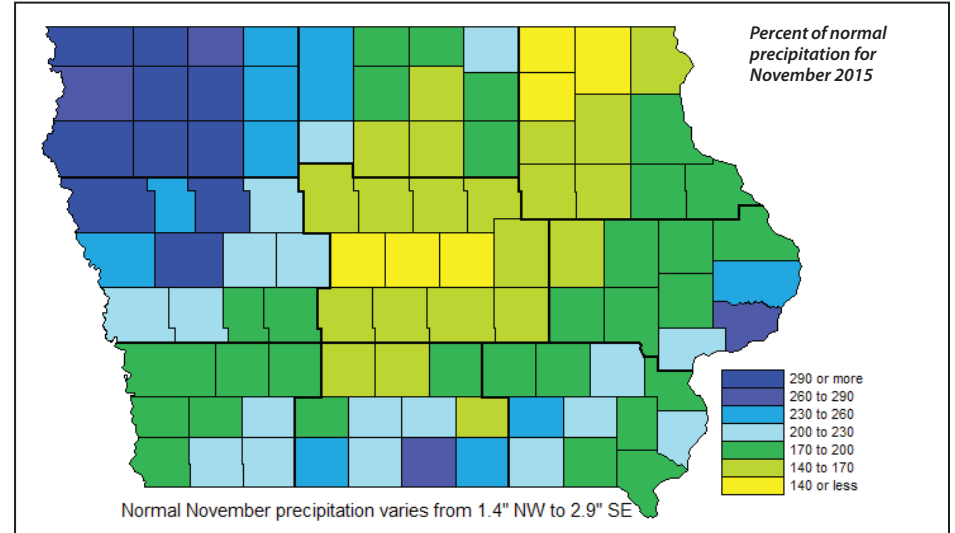 Percent of normal
precipitation for
November 2015
290 or more
260 to 290
230 to 260
200 to 230
170 to 200
140 to 170
140 or less
Normal November precipitation varies from 1.4" NW to 2.9" SE